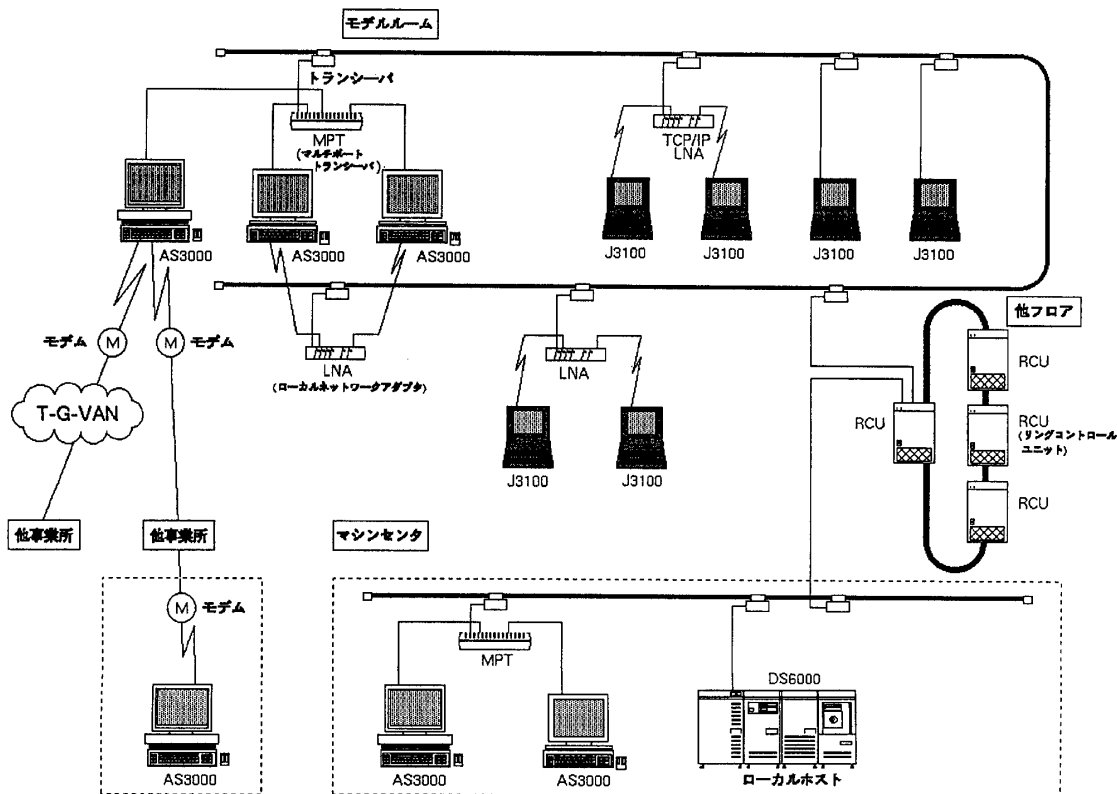 モデルルーム
トランシーバ
MPT
(マルチポート
トランシーバ)
TCP/IP
LNA
AS3000
AS3000
AS3000
J3100
J3100
J3100
J3100
モデム
M
M
モデム
LNA
(ローカルネットワークアダプタ)
LNA
J3100
J3100
他フロア
RCU
RCU
RCU
(リングコントロール
ユニット)
RCU
T-G-VAN
他事業所
他事業所
マシンセンタ
M
モデム
AS3000
MPT
AS3000
AS3000
DS6000
ローカルホスト